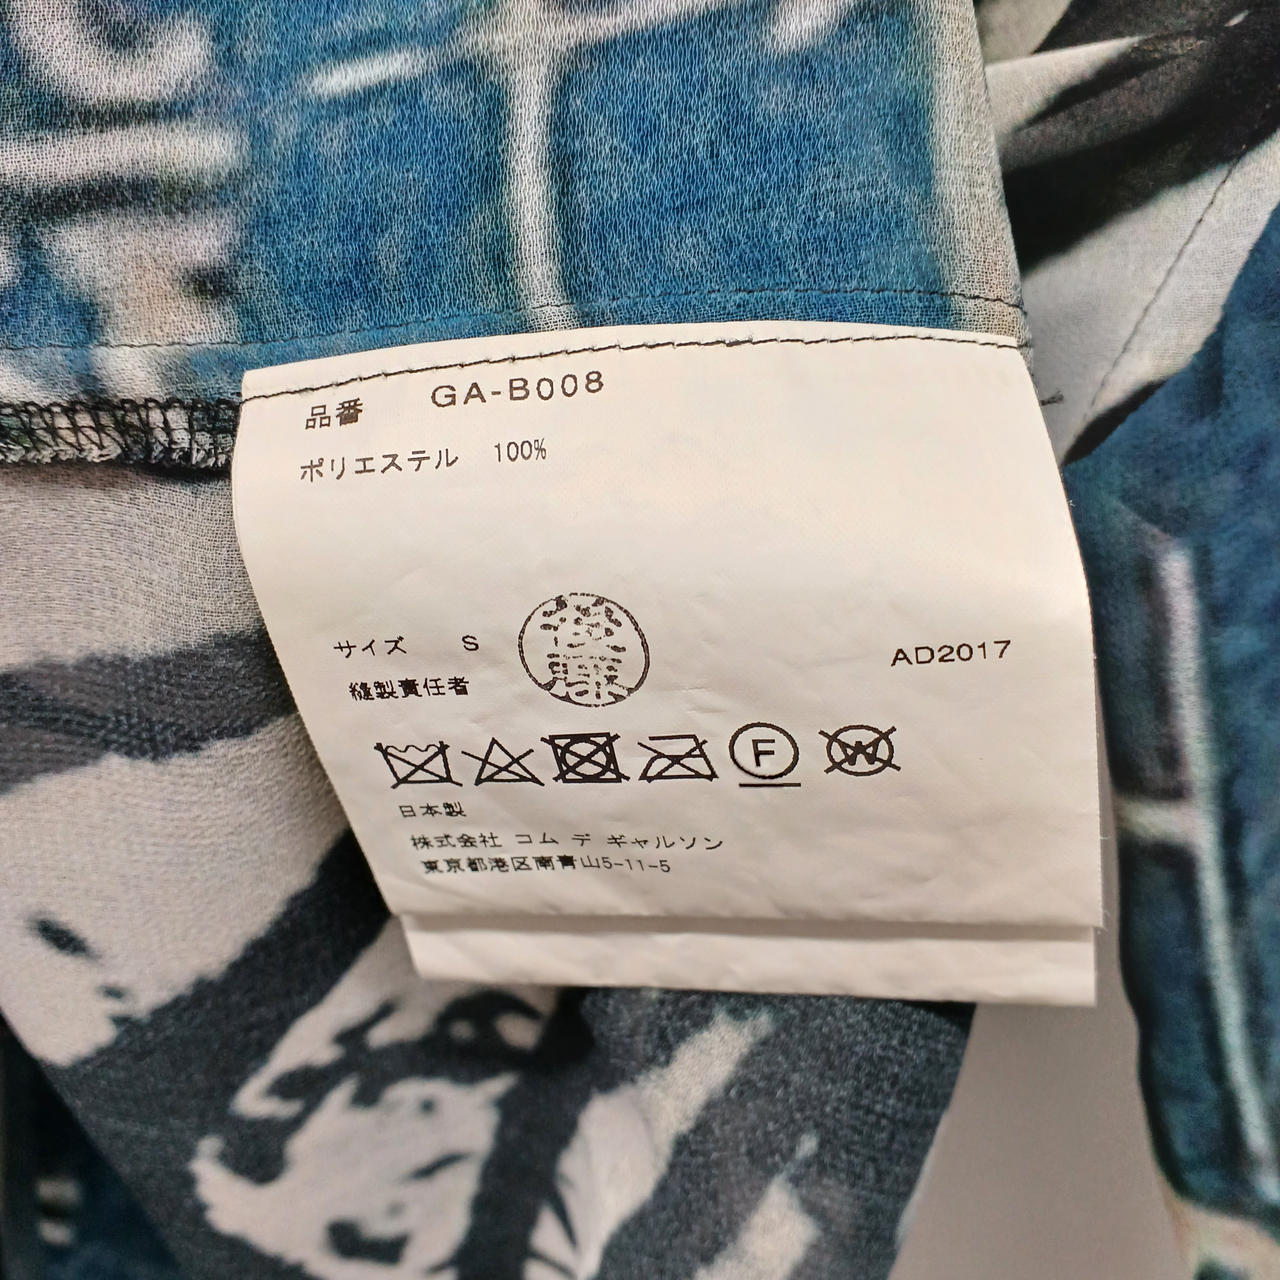 品番 GA-B008
ポリエステル 100%
サイズ S
AD2017
縫製責任者
F
W
日本製
株式会社 コム デ ギャルソン
東京都港区南青山5-11-5